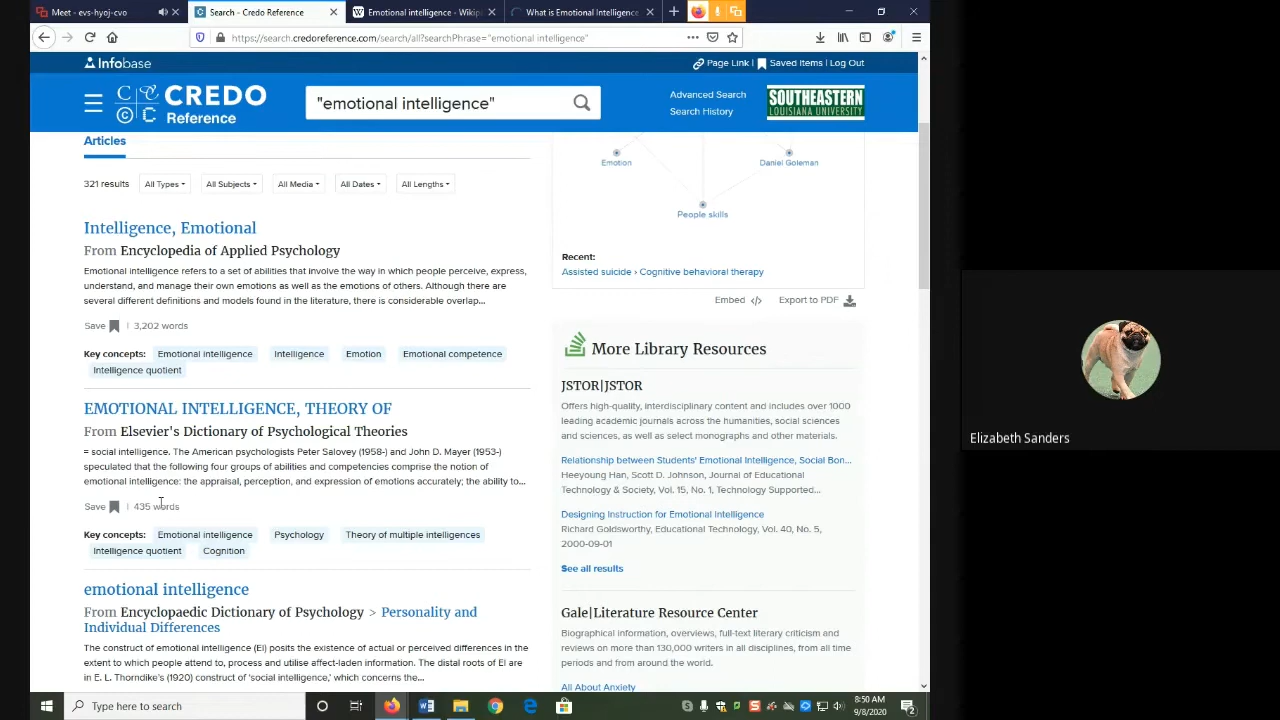 Meet - evs-hyoj-cvo
Search - Credo Reference
Emotional intelligence - Wikip
What is Emotional Intelligence
https://search.credoreference.com/search/all?searchPhrase="emotional intelligence"
Infobase
Page Link | Saved Items | Log Out
CREDO
Reference
"emotional intelligence"
Advanced Search
Search History
SOUTHEASTERN
LOUISIANA UNIVERSITY
Articles
321 results
All Types
All Subjects
All Media
All Dates
All Lengths
Intelligence, Emotional
From Encyclopedia of Applied Psychology
Emotional intelligence refers to a set of abilities that involve the way in which people perceive, express,
understand, and manage their own emotions as well as the emotions of others. Although there are
several different definitions and models found in the literature, there is considerable overlap...
Save | 3,202 words
Key concepts: Emotional intelligence Intelligence Emotion Emotional competence
Intelligence quotient
EMOTIONAL INTELLIGENCE, THEORY OF
From Elsevier's Dictionary of Psychological Theories
= social intelligence. The American psychologists Peter Salovey (1958-) and John D. Mayer (1953-)
speculated that the following four groups of abilities and competencies comprise the notion of
emotional intelligence: the appraisal, perception, and expression of emotions accurately; the ability to...
Save | 435 words
Key concepts: Emotional intelligence Psychology Theory of multiple intelligences
Intelligence quotient Cognition
emotional intelligence
From Encyclopaedic Dictionary of Psychology > Personality and
Individual Differences
The construct of emotional intelligence (EI) posits the existence of actual or perceived differences in the
extent to which people attend to, process and utilise affect-laden information. The distal roots of EI are
in E. L. Thorndike's (1920) construct of 'social intelligence,' which concerns the...
Emotion
Daniel Goleman
People skills
Recent:
Assisted suicide › Cognitive behavioral therapy
Embed </>
Export to PDF
More Library Resources
JSTOR|JSTOR
Offers high-quality, interdisciplinary content and includes over 1000
leading academic journals across the humanities, social sciences
and sciences, as well as select monographs and other materials.
Relationship between Students' Emotional Intelligence, Social Bon...
Heeyoung Han, Scott D. Johnson, Journal of Educational
Technology & Society, Vol. 15, No. 1, Technology Supported...
Designing Instruction for Emotional Intelligence
Richard Goldsworthy, Educational Technology, Vol. 40, No. 5,
2000-09-01
See all results
Gale|Literature Resource Center
Biographical information, overviews, full-text literary criticism and
reviews on more than 130,000 writers in all disciplines, from all time
periods and from around the world.
All About Anxiety
Elizabeth Sanders
Type here to search
8:50 AM
9/8/2020
2